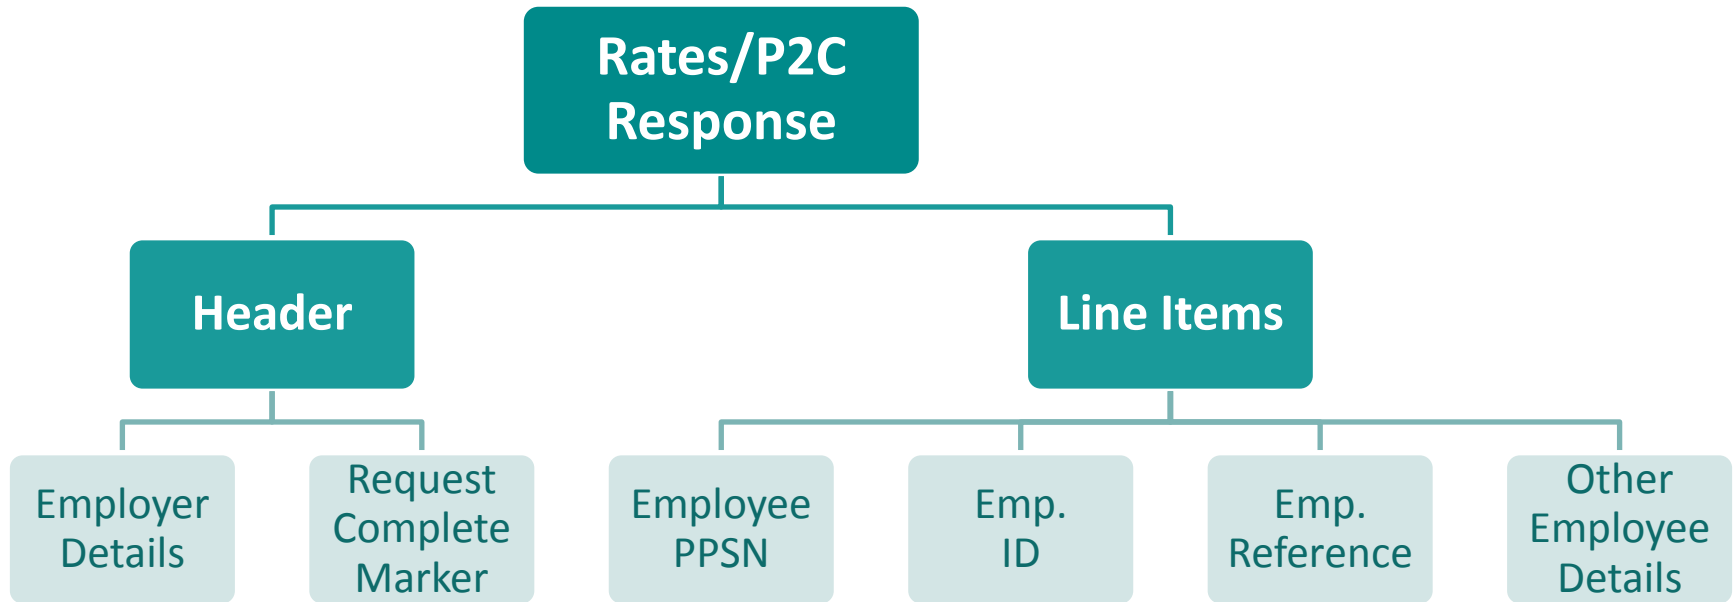 Rates/P2C
Response
Header
Line Items
Employer
Details
Request
Complete
Marker
Employee
PPSN
Emp.
ID
Emp.
Reference
Other
Employee
Details